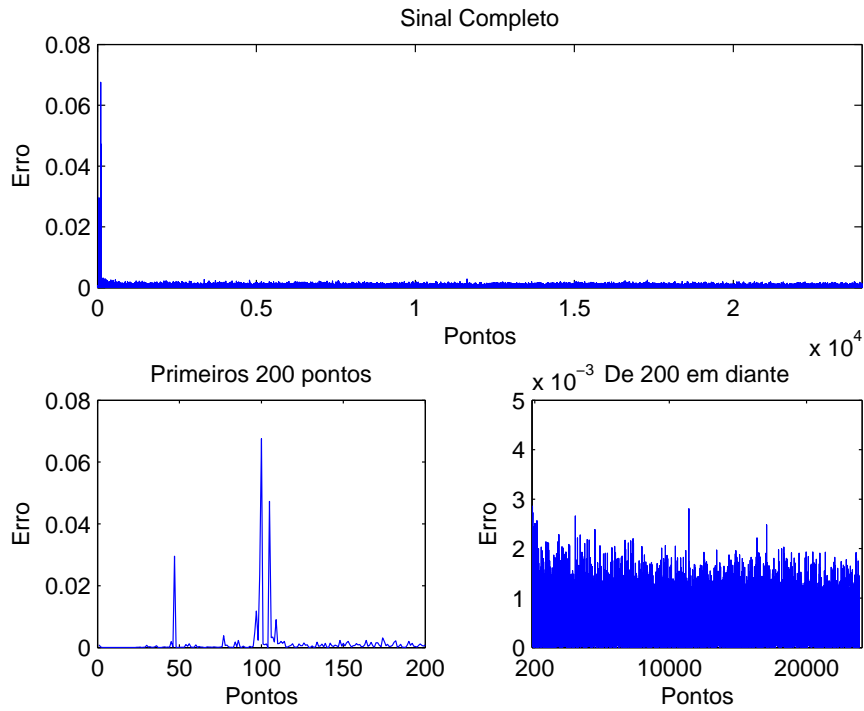 Sinal Completo
0.08
0.06
0.04
0.02
0
Erro
0 0.5 1 1.5 2
Pontos
x 10^4
Primeiros 200 pontos
0.08
0.06
0.04
0.02
0
Erro
0 50 100 150 200
Pontos
x 10^−3 De 200 em diante
5
4
3
2
1
0
Erro
200 10000 20000
Pontos